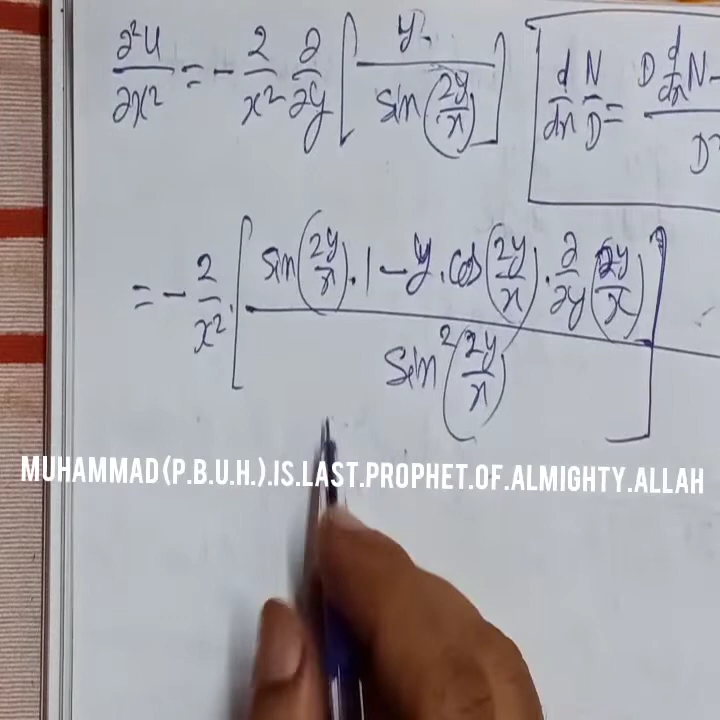 ∂²u/∂x² = - 2/x² ∂/∂y [ y / sin(2y/x) ]
d/dx N/D = D d/dx N - / D²
= - 2/x² . [ sin(2y/x) . 1 - y . cos(2y/x) . ∂/∂y (2y/x) / sin²(2y/x) ]
MUHAMMAD(P.B.U.H.).IS.LAST.PROPHET.OF.ALMIGHTY.ALLAH